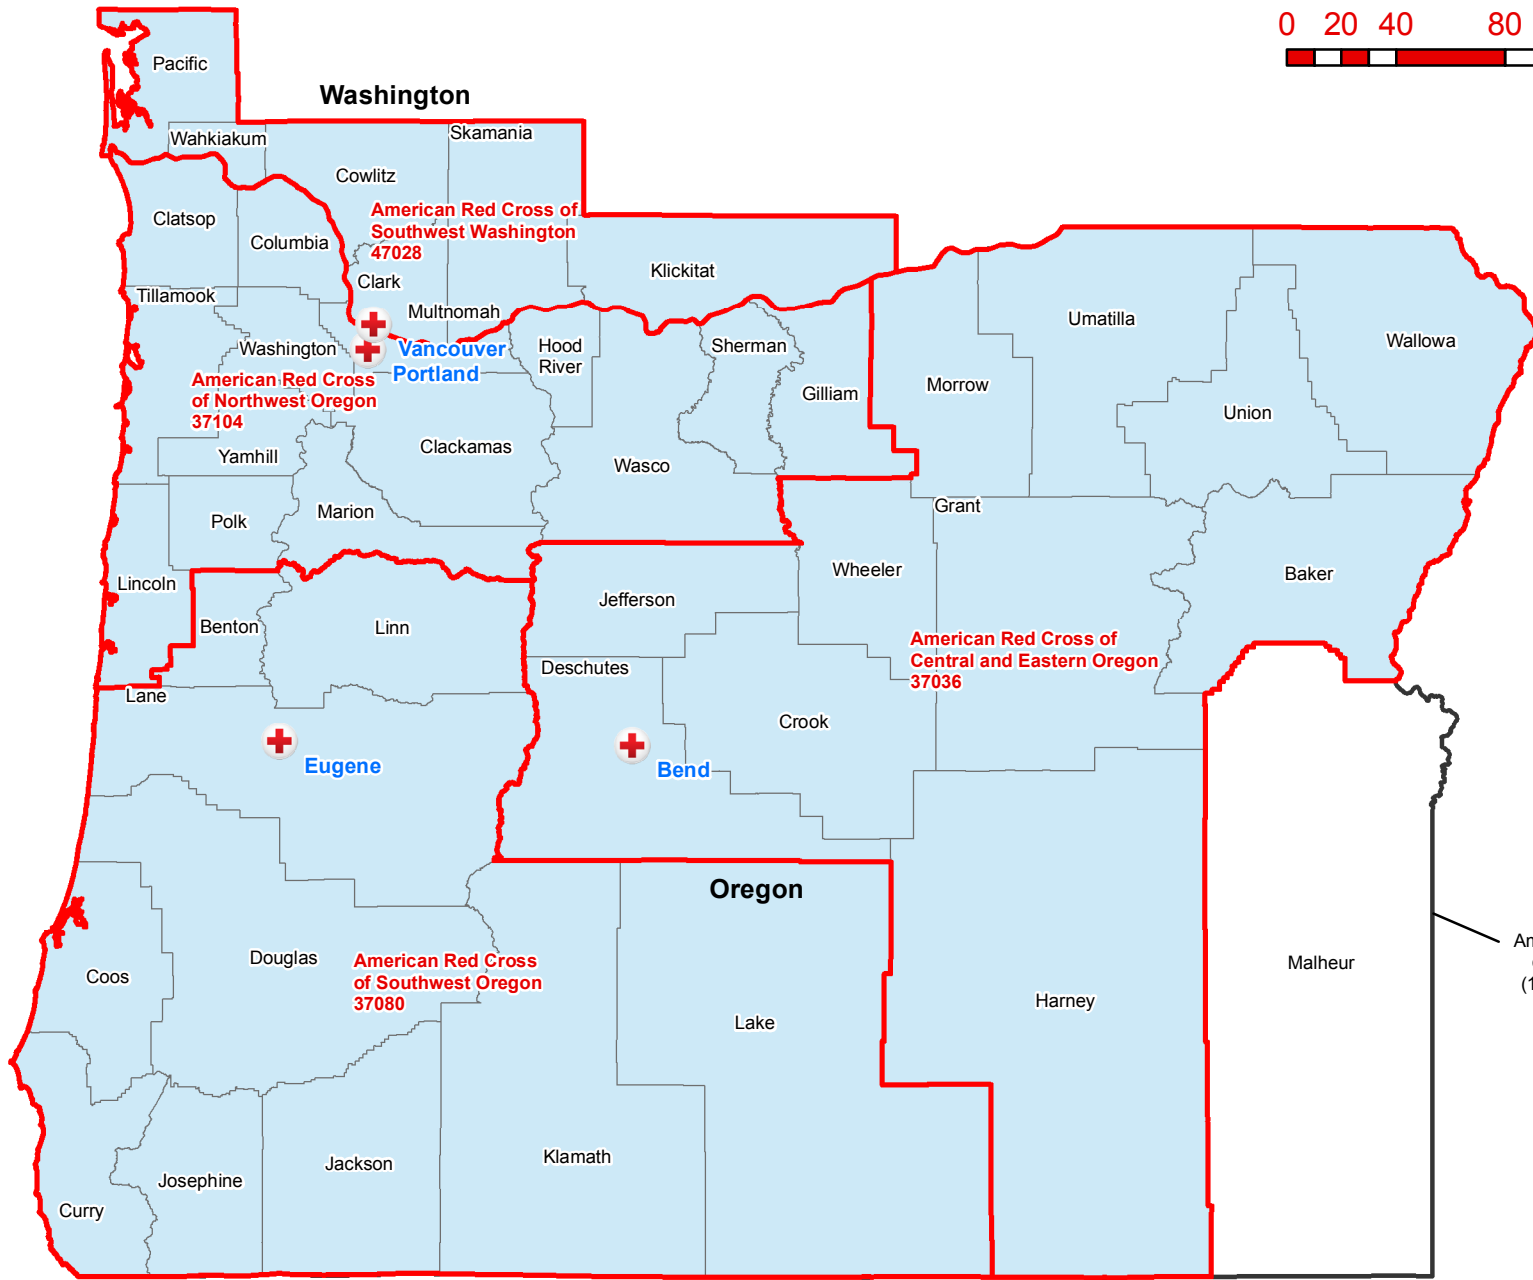 0 20 40 80
Pacific
Washington
Wahkiakum
Skamania
Cowlitz
American Red Cross of
Southwest Washington
47028
Clatsop
Columbia
Klickitat
Clark
Tillamook
Multnomah
Umatilla
Wallowa
Washington
Vancouver
Portland
Hood
River
Sherman
Gilliam
Morrow
Union
American Red Cross
of Northwest Oregon
37104
Yamhill
Clackamas
Wasco
Polk
Marion
Grant
Wheeler
Baker
Lincoln
Jefferson
Benton
Linn
American Red Cross of
Central and Eastern Oregon
37036
Deschutes
Lane
Crook
Eugene
Bend
Oregon
Douglas
American Red Cross
of Southwest Oregon
37080
Coos
Malheur
Harney
Lake
Klamath
Jackson
Josephine
Curry